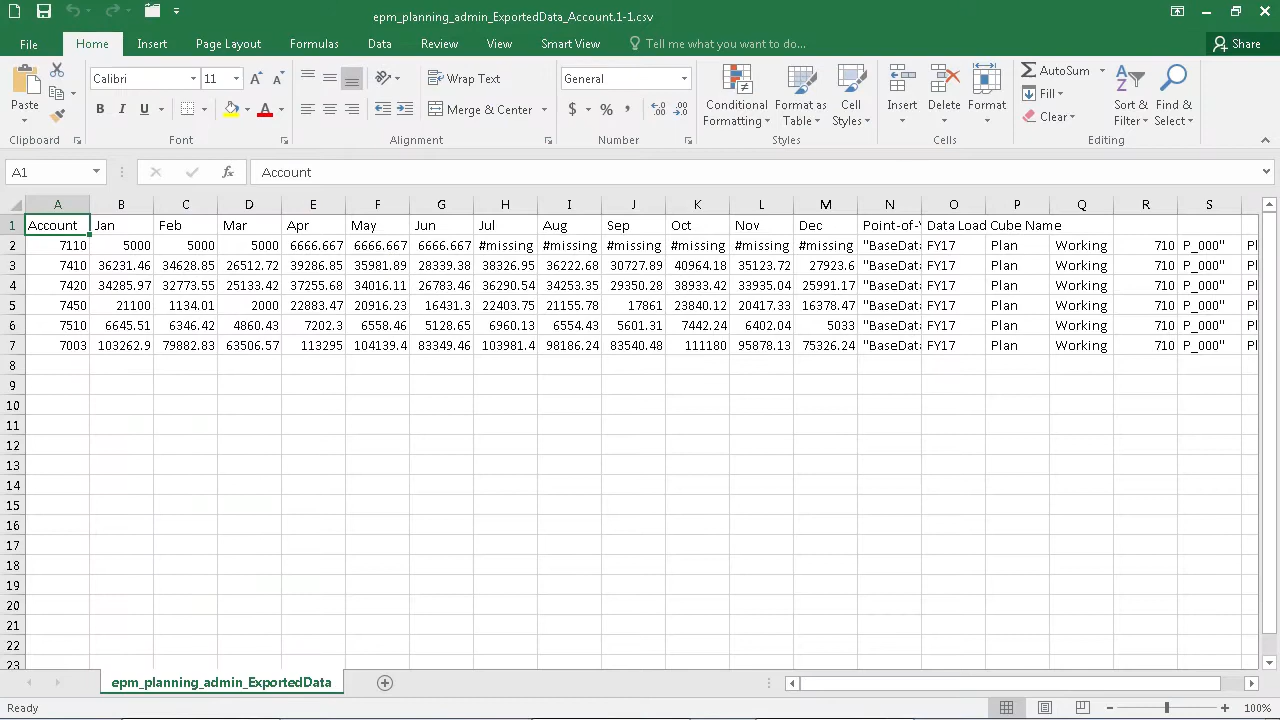 epm_planning_admin_ExportedData_Account.1-1.csv
File Home Insert Page Layout Formulas Data Review View Smart View Tell me what you want to do... Share
Paste Calibri 11 Wrap Text General Conditional Formatting Format as Table Cell Styles Insert Delete Format AutoSum Sort & Filter Find & Select
B I U Merge & Center $ % , Fill Clear
Clipboard Font Alignment Number Styles Cells Editing
A1 fx Account
A B C D E F G H I J K L M N O P Q R S
1 Account Jan Feb Mar Apr May Jun Jul Aug Sep Oct Nov Dec Point-of- Data Load Cube Name
2 7110 5000 5000 5000 6666.667 6666.667 6666.667 #missing #missing #missing #missing #missing #missing "BaseData FY17 Plan Working 710 P_000" Pl
3 7410 36231.46 34628.85 26512.72 39286.85 35981.89 28339.38 38326.95 36222.68 30727.89 40964.18 35123.72 27923.6 "BaseData FY17 Plan Working 710 P_000" Pl
4 7420 34285.97 32773.55 25133.42 37255.68 34016.11 26783.46 36290.54 34253.35 29350.28 38933.42 33935.04 25991.17 "BaseData FY17 Plan Working 710 P_000" Pl
5 7450 21100 1134.01 2000 22883.47 20916.23 16431.3 22403.75 21155.78 17861 23840.12 20417.33 16378.47 "BaseData FY17 Plan Working 710 P_000" Pl
6 7510 6645.51 6346.42 4860.43 7202.3 6558.46 5128.65 6960.13 6554.43 5601.31 7442.24 6402.04 5033 "BaseData FY17 Plan Working 710 P_000" Pl
7 7003 103262.9 79882.83 63506.57 113295 104139.4 83349.46 103981.4 98186.24 83540.48 111180 95878.13 75326.24 "BaseData FY17 Plan Working 710 P_000" Pl
8
9
10
11
12
13
14
15
16
17
18
19
20
21
22
23
epm_planning_admin_ExportedData
Ready 100%